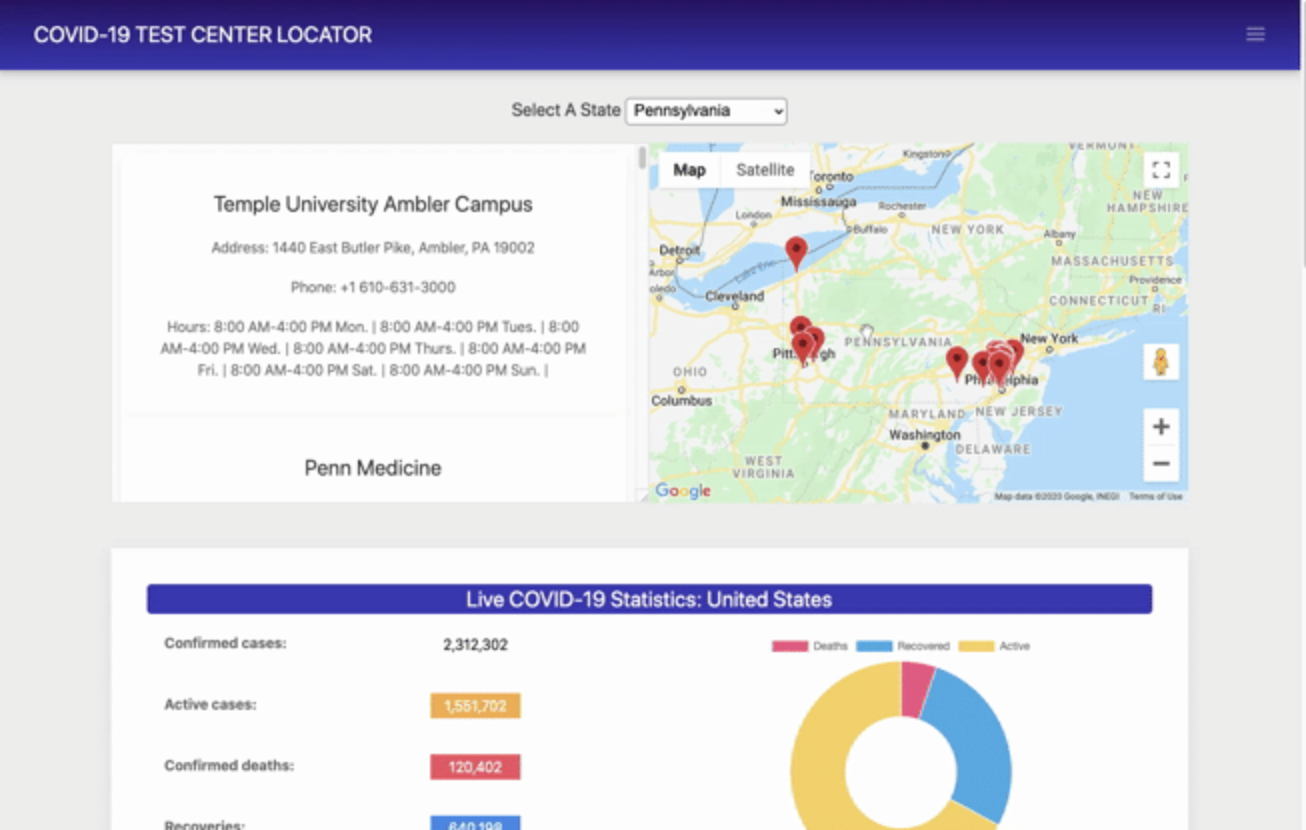 COVID-19 TEST CENTER LOCATOR
Select A State Pennsylvania
Temple University Ambler Campus
Address: 1440 East Butler Pike, Ambler, PA 19002
Phone: +1 610-631-3000
Hours: 8:00 AM-4:00 PM Mon. | 8:00 AM-4:00 PM Tues. | 8:00
AM-4:00 PM Wed. | 8:00 AM-4:00 PM Thurs. | 8:00 AM-4:00 PM
Fri. | 8:00 AM-4:00 PM Sat. | 8:00 AM-4:00 PM Sun. |
Penn Medicine
Map Satellite
Kingston
VERMONT
oronto
Mississauga
NEW
HAMPSHIRE
London
Rochester
Buffalo
NEW YORK
Albany
Detroit
Arbor
MASSACHUSETTS
oledo
Lake Erie
Providence
Cleveland
CONNECTICUT
RI
PENNSYLVANIA
New York
Pitt gh
OHIO
Ph lphia
Columbus
MARYLAND
NEW JERSEY
Washington
DELAWARE
WEST
VIRGINIA
Google
Map data ©2020 Google, INEGI Terms of Use
Live COVID-19 Statistics: United States
Confirmed cases: 2,312,302
Deaths Recovered Active
Active cases: 1,551,702
Confirmed deaths: 120,402
Recoveries: 640,198